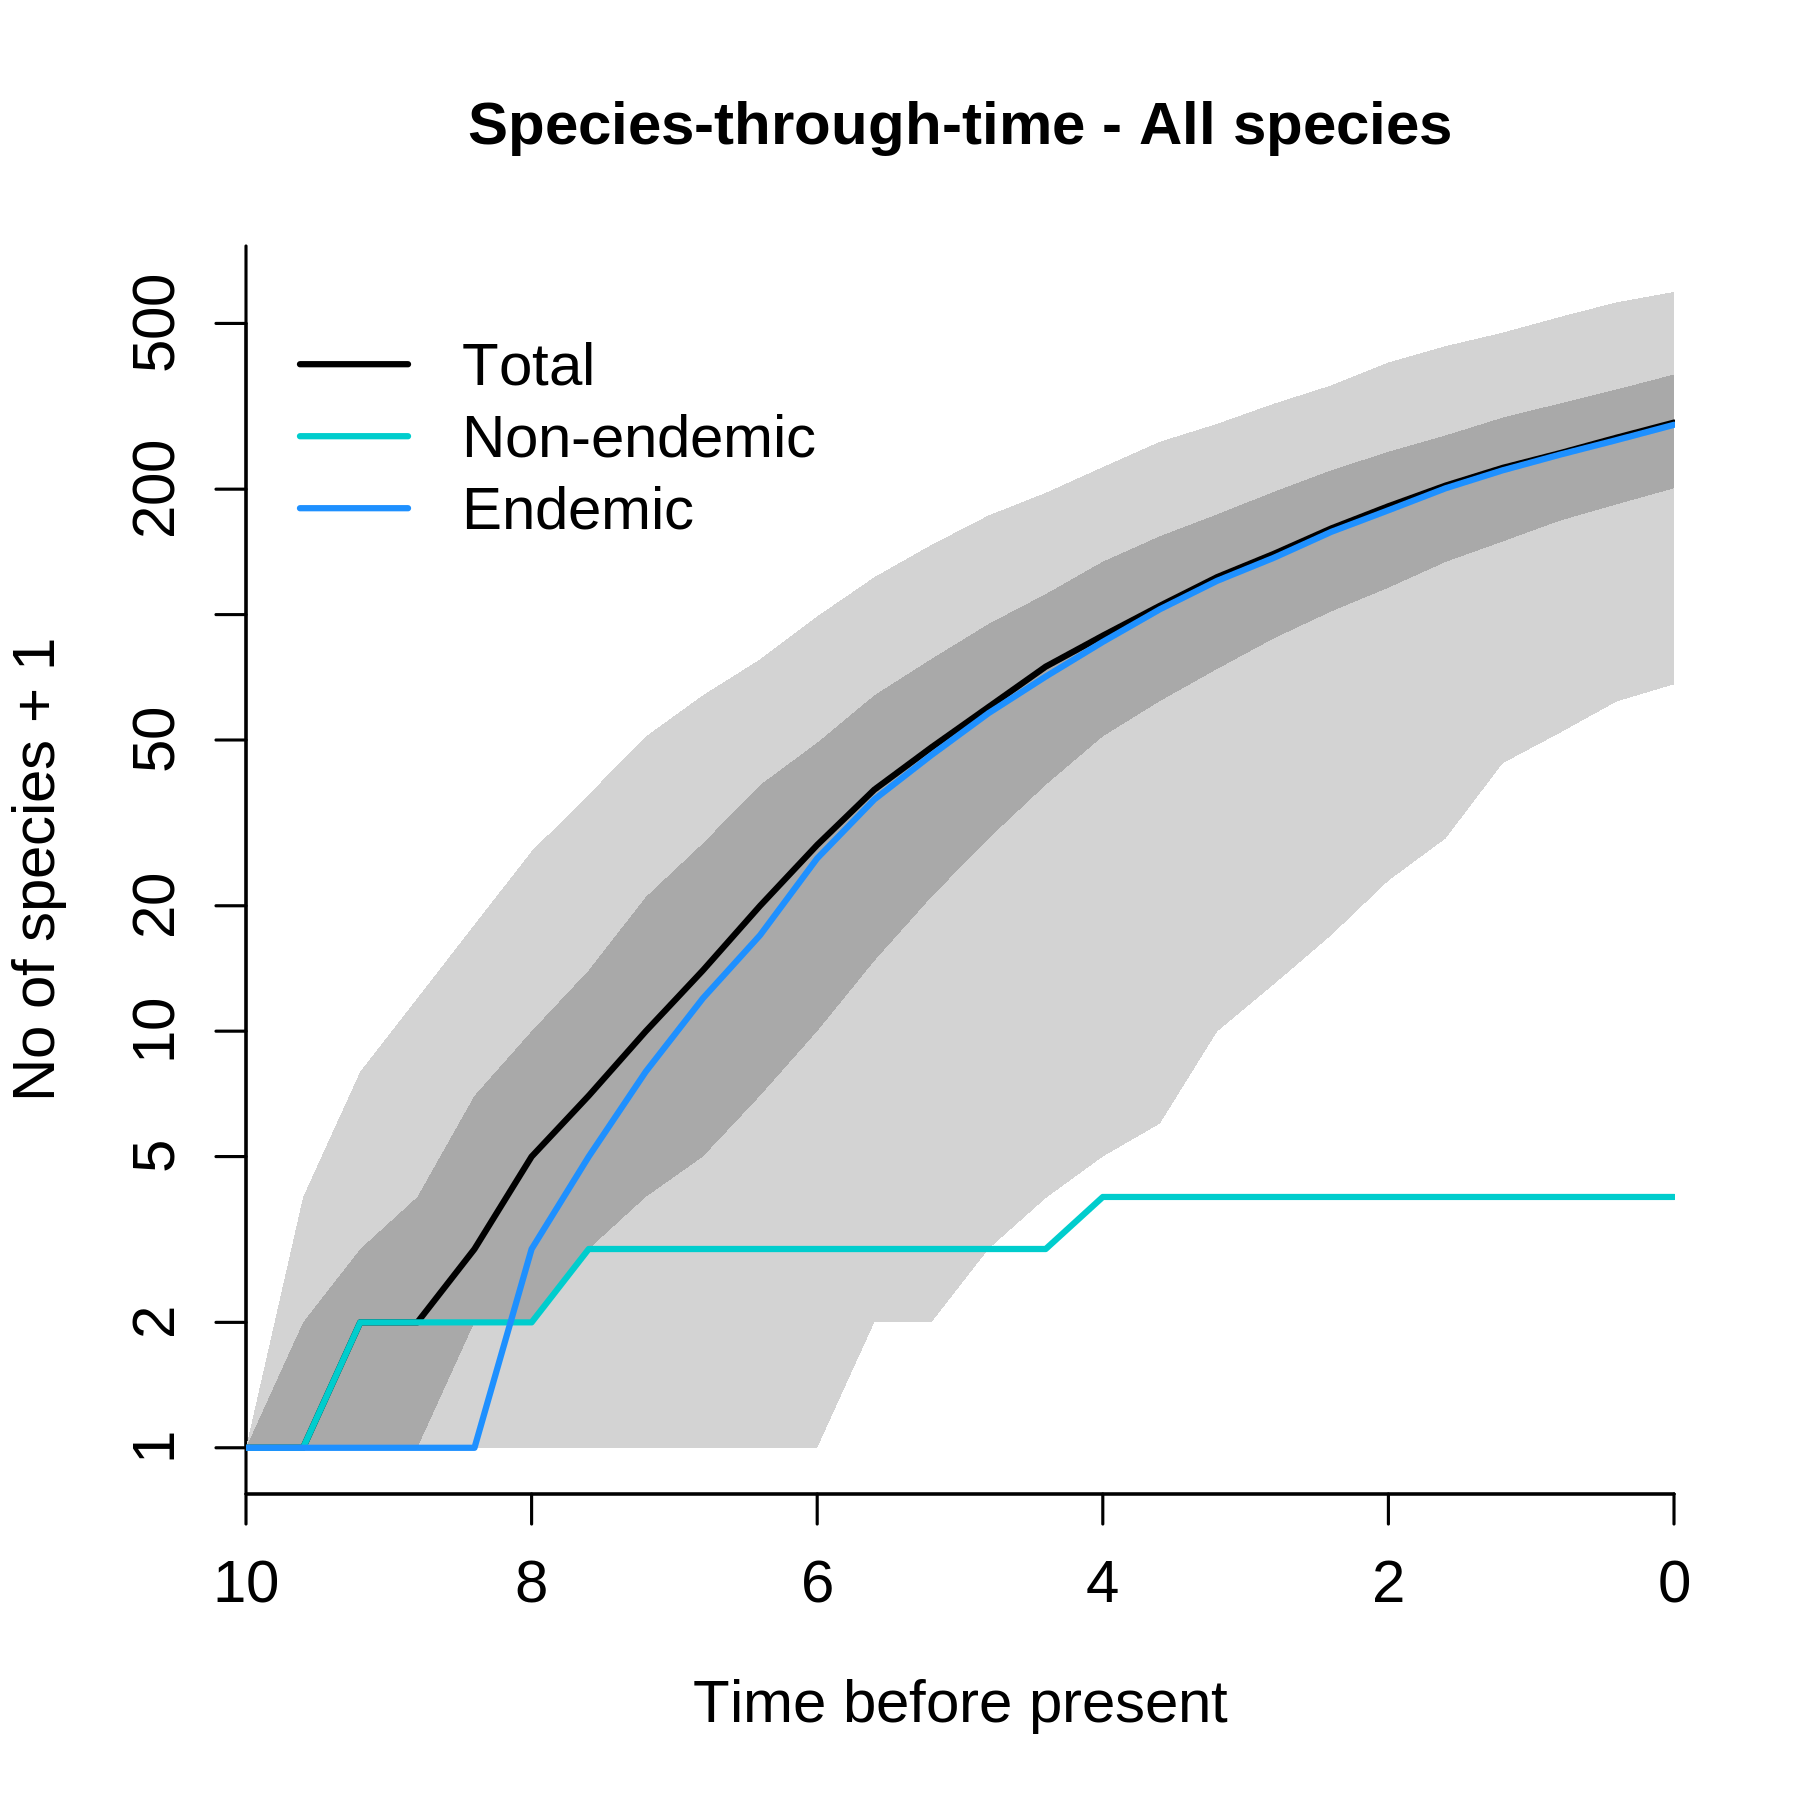 Species-through-time - All species
500
200
50
20
10
5
2
1
No of species + 1
Total
Non-endemic
Endemic
10 8 6 4 2 0
Time before present